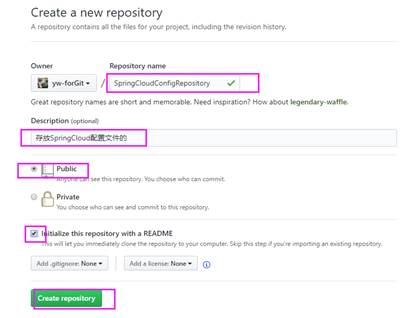 Create a new repository
A repository contains all the files for your project, including the revision history.
Owner Repository name
yw-forGit / SpringCloudConfigRepository
Great repository names are short and memorable. Need inspiration? How about legendary-waffle.
Description (optional)
存放SpringCloud配置文件的
Public
Anyone can see this repository. You choose who can commit.
Private
You choose who can see and commit to this repository.
Initialize this repository with a README
This will let you immediately clone the repository to your computer. Skip this step if you're importing an existing repository.
Add .gitignore: None Add a license: None
Create repository